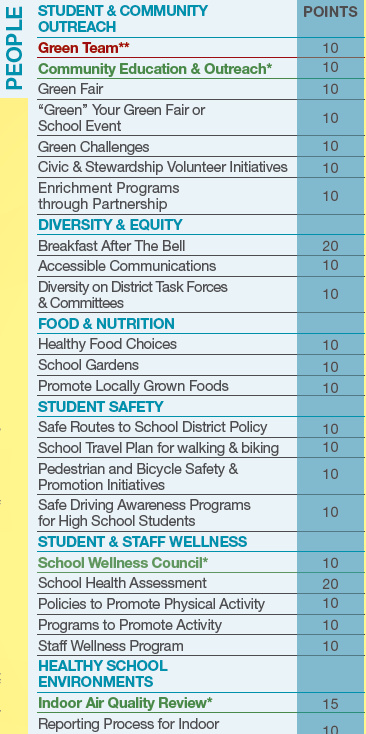 PEOPLE
STUDENT & COMMUNITY
OUTREACH
POINTS
Green Team** 10
Community Education & Outreach* 10
Green Fair 10
“Green” Your Green Fair or
School Event 10
Green Challenges 10
Civic & Stewardship Volunteer Initiatives 10
Enrichment Programs
through Partnership 10
DIVERSITY & EQUITY
Breakfast After The Bell 20
Accessible Communications 10
Diversity on District Task Forces
& Committees 10
FOOD & NUTRITION
Healthy Food Choices 10
School Gardens 10
Promote Locally Grown Foods 10
STUDENT SAFETY
Safe Routes to School District Policy 10
School Travel Plan for walking & biking 10
Pedestrian and Bicycle Safety &
Promotion Initiatives 10
Safe Driving Awareness Programs
for High School Students 10
STUDENT & STAFF WELLNESS
School Wellness Council* 10
School Health Assessment 20
Policies to Promote Physical Activity 10
Programs to Promote Activity 10
Staff Wellness Program 10
HEALTHY SCHOOL
ENVIRONMENTS
Indoor Air Quality Review* 15
Reporting Process for Indoor 10